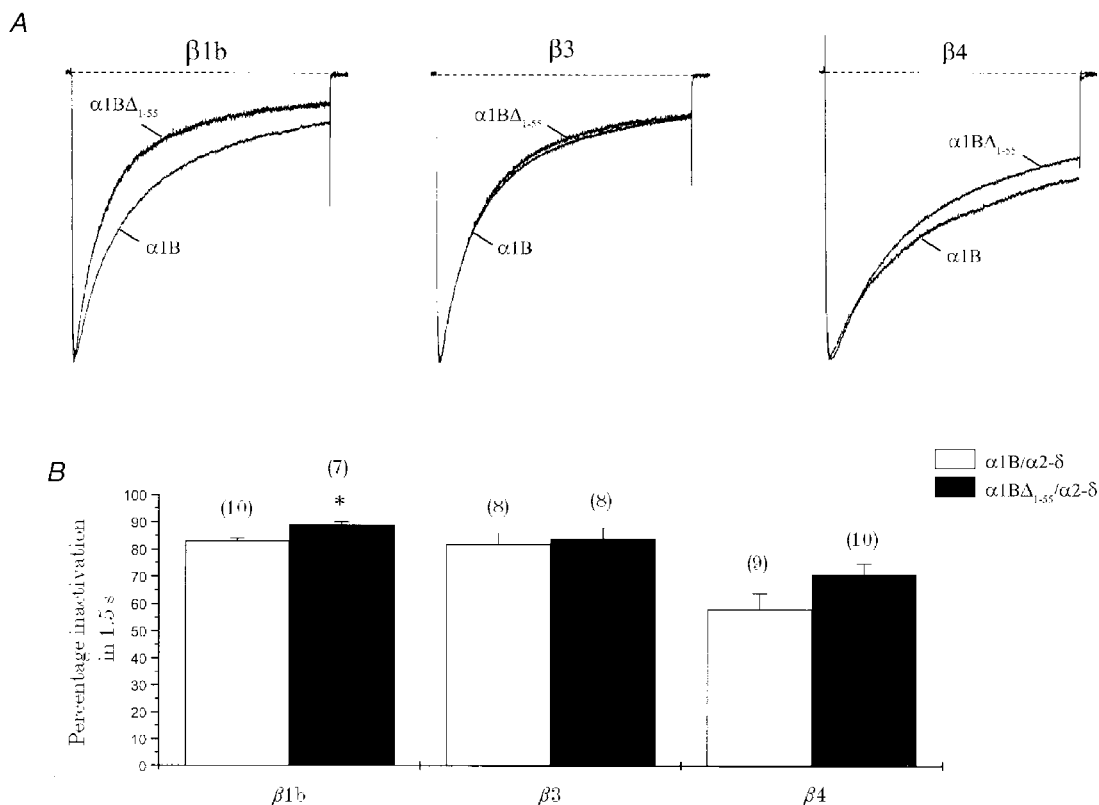 A
β1b
β3
β4
α1BΔ1-55
α1B
α1BΔ1-55
α1B
α1BΔ1-55
α1B
B
α1B/α2-δ
α1BΔ1-55/α2-δ
Percentage inactivation
in 1.5 s
100
90
80
70
60
50
40
30
20
10
0
(10)
(7)
*
(8)
(8)
(9)
(10)
β1b
β3
β4